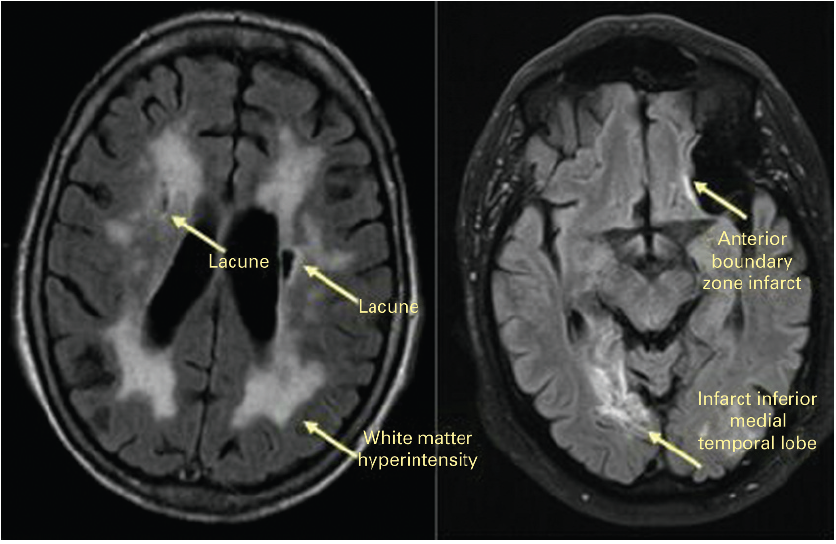 Lacune
Lacune
White matter
hyperintensity
Anterior
boundary
zone infarct
Infarct inferior
medial
temporal lobe